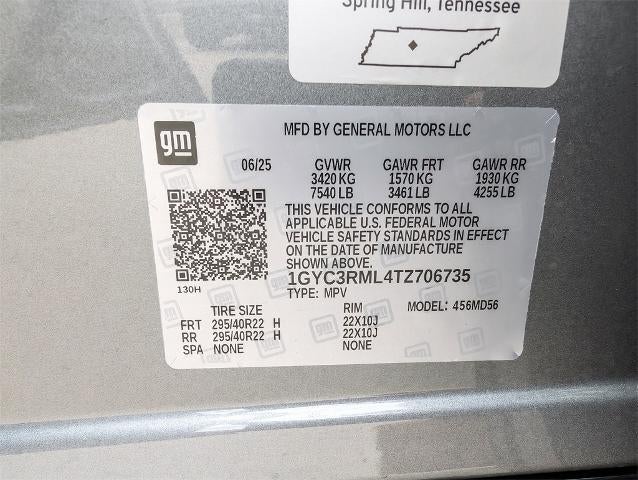 Spring Hill, Tennessee
gm
MFD BY GENERAL MOTORS LLC
06/25 GVWR GAWR FRT GAWR RR
3420 KG 1570 KG 1930 KG
7540 LB 3461 LB 4255 LB
THIS VEHICLE CONFORMS TO ALL
APPLICABLE U.S. FEDERAL MOTOR
VEHICLE SAFETY STANDARDS IN EFFECT
ON THE DATE OF MANUFACTURE
SHOWN ABOVE.
130H
1GYC3RML4TZ706735
TYPE: MPV MODEL: 456MD56
TIRE SIZE RIM
FRT 295/40R22 H 22X10J
RR 295/40R22 H 22X10J
SPA NONE NONE